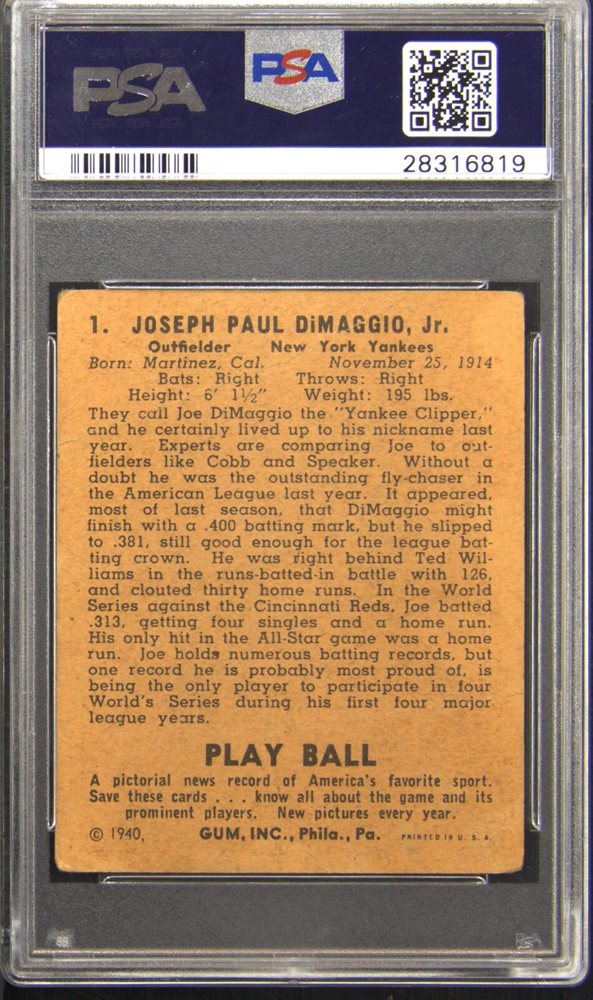 PSA
PSA
28316819
1. JOSEPH PAUL DiMAGGIO, Jr.
Outfielder New York Yankees
Born: Martinez, Cal. November 25, 1914
Bats: Right Throws: Right
Height: 6' 1½" Weight: 195 lbs.
They call Joe DiMaggio the "Yankee Clipper,"
and he certainly lived up to his nickname last
year. Experts are comparing Joe to out-
fielders like Cobb and Speaker. Without a
doubt he was the outstanding fly-chaser in
the American League last year. It appeared,
most of last season, that DiMaggio might
finish with a .400 batting mark, but he slipped
to .381, still good enough for the league bat-
ting crown. He was right behind Ted Wil-
liams in the runs-batted-in battle with 126,
and clouted thirty home runs. In the World
Series against the Cincinnati Reds, Joe batted
.313, getting four singles and a home run.
His only hit in the All-Star game was a home
run. Joe holds numerous batting records, but
one record he is probably most proud of, is
being the only player to participate in four
World's Series during his first four major
league years.
PLAY BALL
A pictorial news record of America's favorite sport.
Save these cards . . . know all about the game and its
prominent players. New pictures every year.
© 1940, GUM, INC., Phila., Pa. PRINTED IN U. S. A.